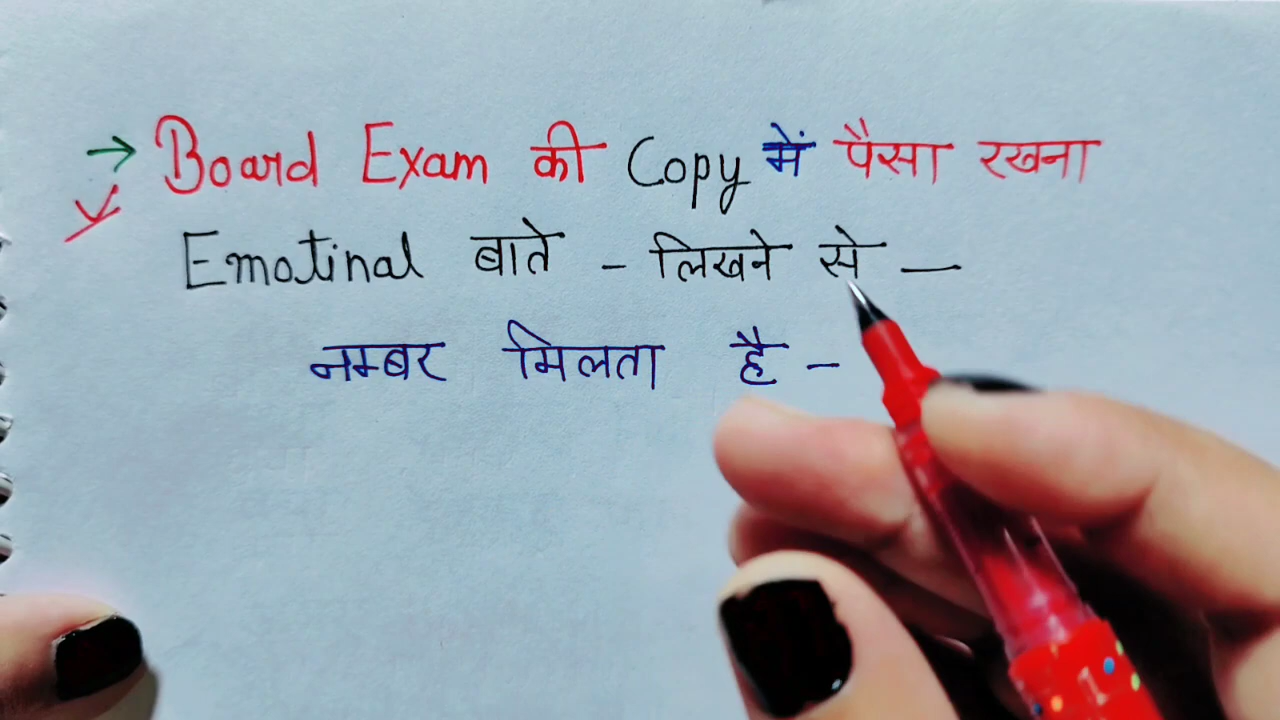 → Board Exam की Copy में पैसा रखना
Emotinal बाते - लिखने से —
नम्बर मिलता है -